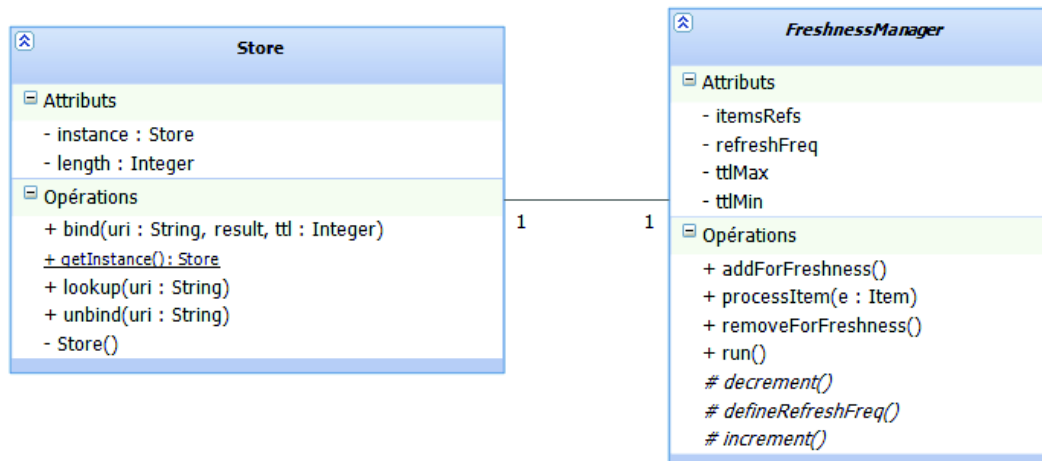 Store
Attributs
- instance : Store
- length : Integer
Opérations
+ bind(uri : String, result, ttl : Integer)
+ getInstance() : Store
+ lookup(uri : String)
+ unbind(uri : String)
- Store()
1
1
FreshnessManager
Attributs
- itemsRefs
- refreshFreq
- ttlMax
- ttlMin
Opérations
+ addForFreshness()
+ processItem(e : Item)
+ removeForFreshness()
+ run()
# decrement()
# defineRefreshFreq()
# increment()